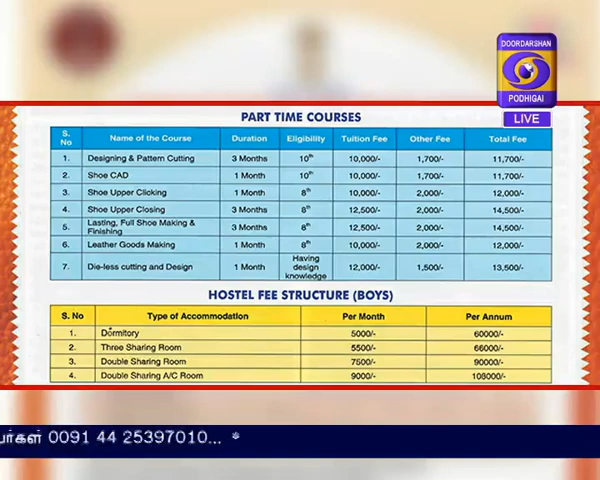 DOORDARSHAN
PODHIGAI
LIVE
PART TIME COURSES
S. No Name of the Course Duration Eligibility Tuition Fee Other Fee Total Fee
1. Designing & Pattern Cutting 3 Months 10th 10,000/- 1,700/- 11,700/-
2. Shoe CAD 1 Month 10th 10,000/- 1,700/- 11,700/-
3. Shoe Upper Clicking 1 Month 8th 10,000/- 2,000/- 12,000/-
4. Shoe Upper Closing 3 Months 8th 12,500/- 2,000/- 14,500/-
5. Lasting, Full Shoe Making & Finishing 3 Months 8th 12,500/- 2,000/- 14,500/-
6. Leather Goods Making 1 Month 8th 10,000/- 2,000/- 12,000/-
7. Die-less cutting and Design 1 Month Having design knowledge 12,000/- 1,500/- 13,500/-
HOSTEL FEE STRUCTURE (BOYS)
S. No Type of Accommodation Per Month Per Annum
1. Dormitory 5000/- 60000/-
2. Three Sharing Room 5500/- 66000/-
3. Double Sharing Room 7500/- 90000/-
4. Double Sharing A/C Room 9000/- 108000/-
0091 44 25397010... *